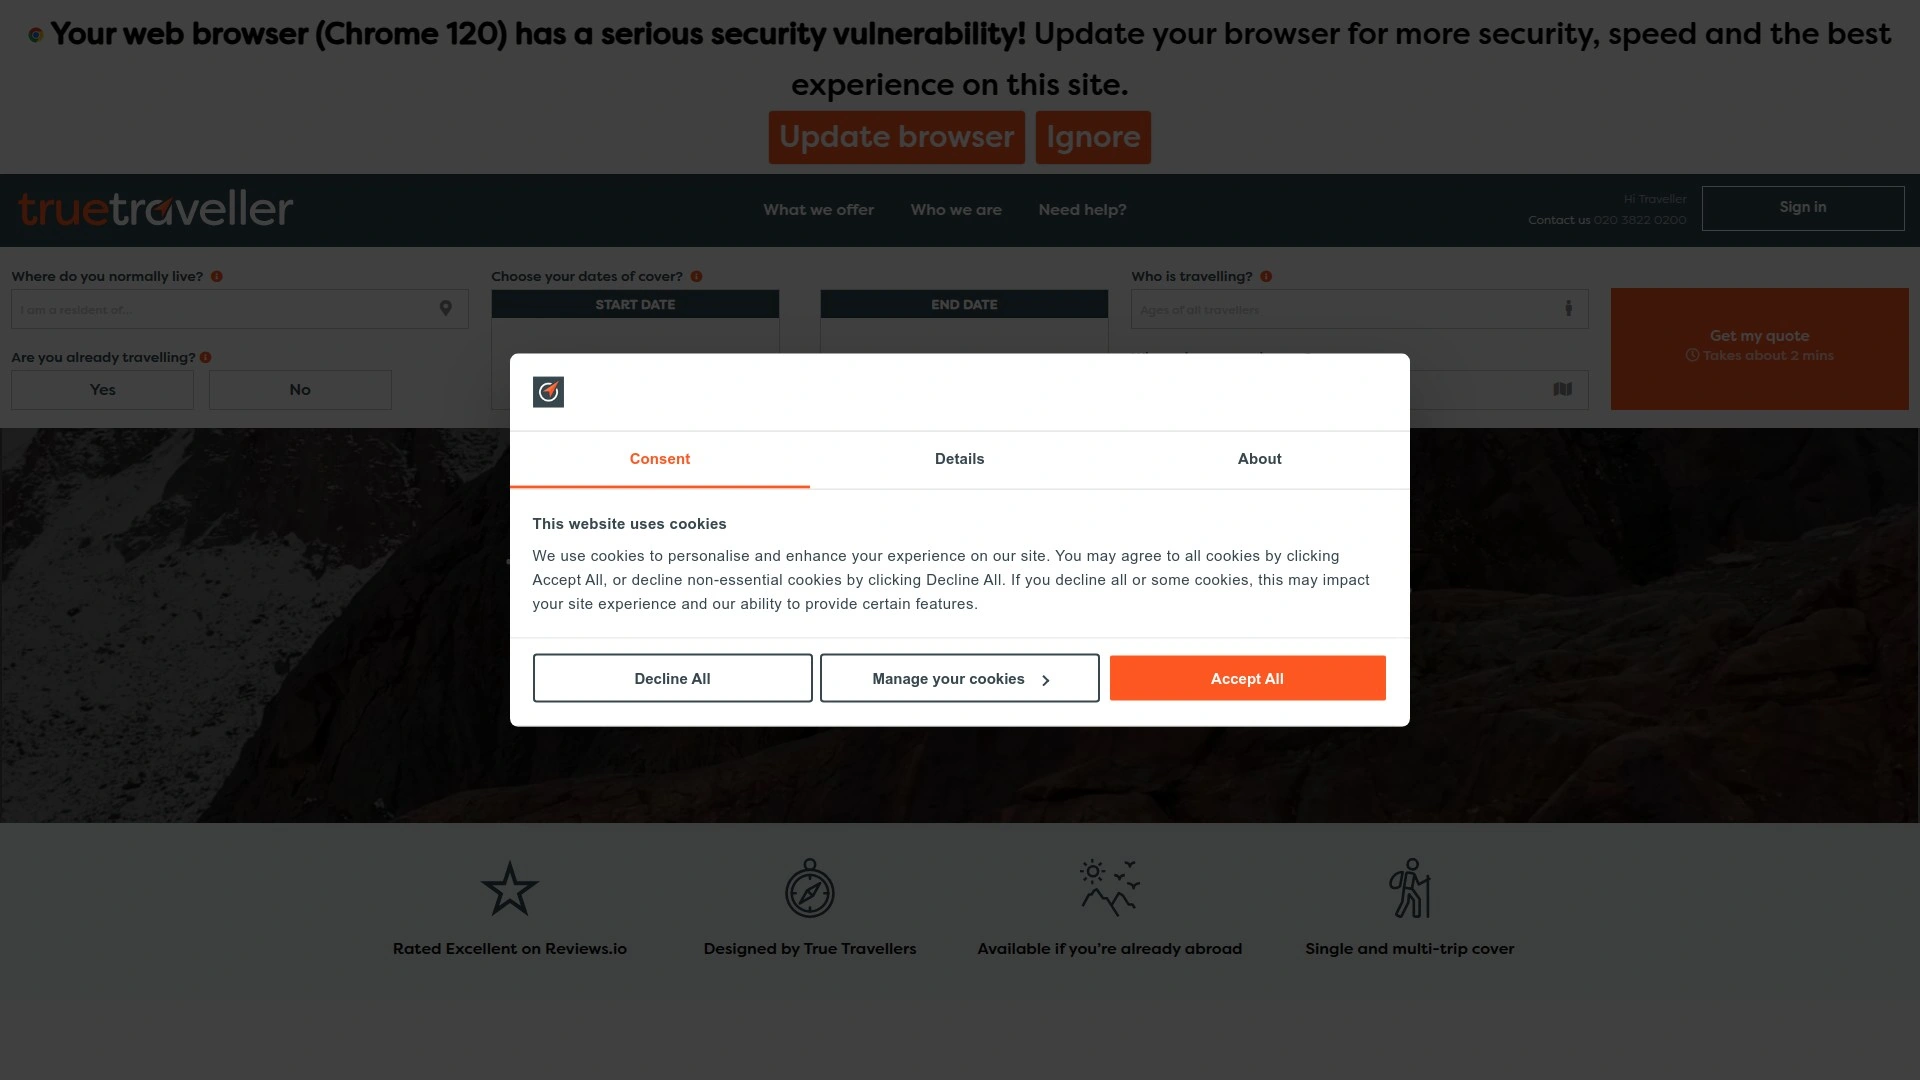 Your web browser (Chrome 120) has a serious security vulnerability! Update your browser for more security, speed and the best
experience on this site.
Update browser Ignore
truetraveller
What we offer Who we are Need help?
Hi Traveller
Contact us 020 3822 0200
Sign in
Where do you normally live?
I am a resident of...
Are you already travelling?
Yes No
Choose your dates of cover?
START DATE END DATE
Who is travelling?
Ages of all travellers
Get my quote
Takes about 2 mins
Consent Details About
This website uses cookies
We use cookies to personalise and enhance your experience on our site. You may agree to all cookies by clicking
Accept All, or decline non-essential cookies by clicking Decline All. If you decline all or some cookies, this may impact
your site experience and our ability to provide certain features.
Decline All Manage your cookies Accept All
Rated Excellent on Reviews.io Designed by True Travellers Available if you're already abroad Single and multi-trip cover